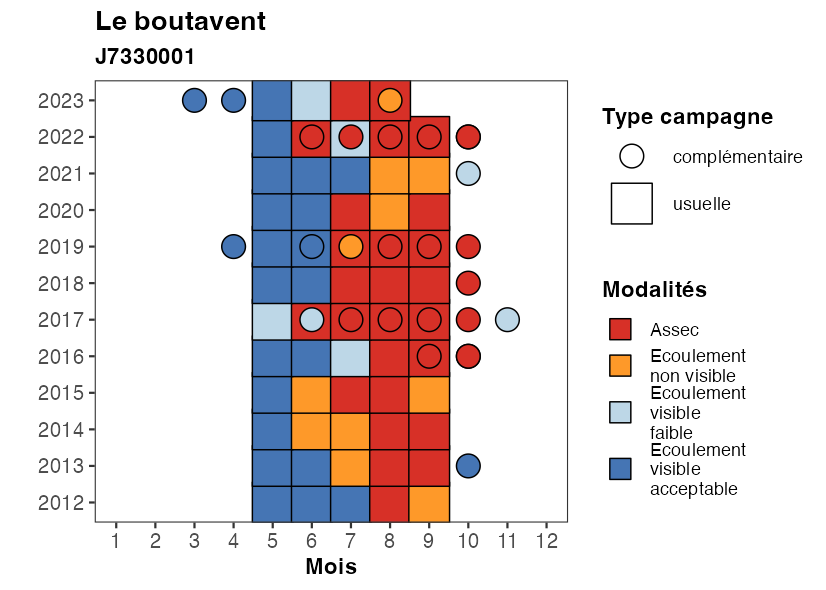 Le boutavent
J7330001
2023
2022
2021
2020
2019
2018
2017
2016
2015
2014
2013
2012
1 2 3 4 5 6 7 8 9 10 11 12
Mois
Type campagne
complémentaire
usuelle
Modalités
Assec
Ecoulement
non visible
Ecoulement
visible
faible
Ecoulement
visible
acceptable